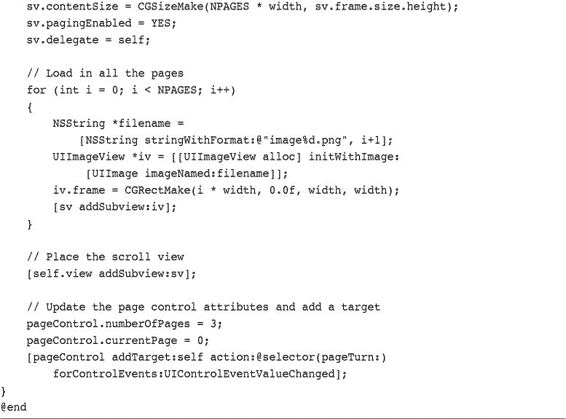 sv.contentSize = CGSizeMake(NPAGES * width, sv.frame.size.height);
sv.pagingEnabled = YES;
sv.delegate = self;
// Load in all the pages
for (int i = 0; i < NPAGES; i++)
{
NSString *filename =
[NSString stringWithFormat:@"image%d.png", i+1];
UIImageView *iv = [[UIImageView alloc] initWithImage:
[UIImage imageNamed:filename]];
iv.frame = CGRectMake(i * width, 0.0f, width, width);
[sv addSubview:iv];
}
// Place the scroll view
[self.view addSubview:sv];
// Update the page control attributes and add a target
pageControl.numberOfPages = 3;
pageControl.currentPage = 0;
[pageControl addTarget:self action:@selector(pageTurn:)
forControlEvents:UIControlEventValueChanged];
}
@end